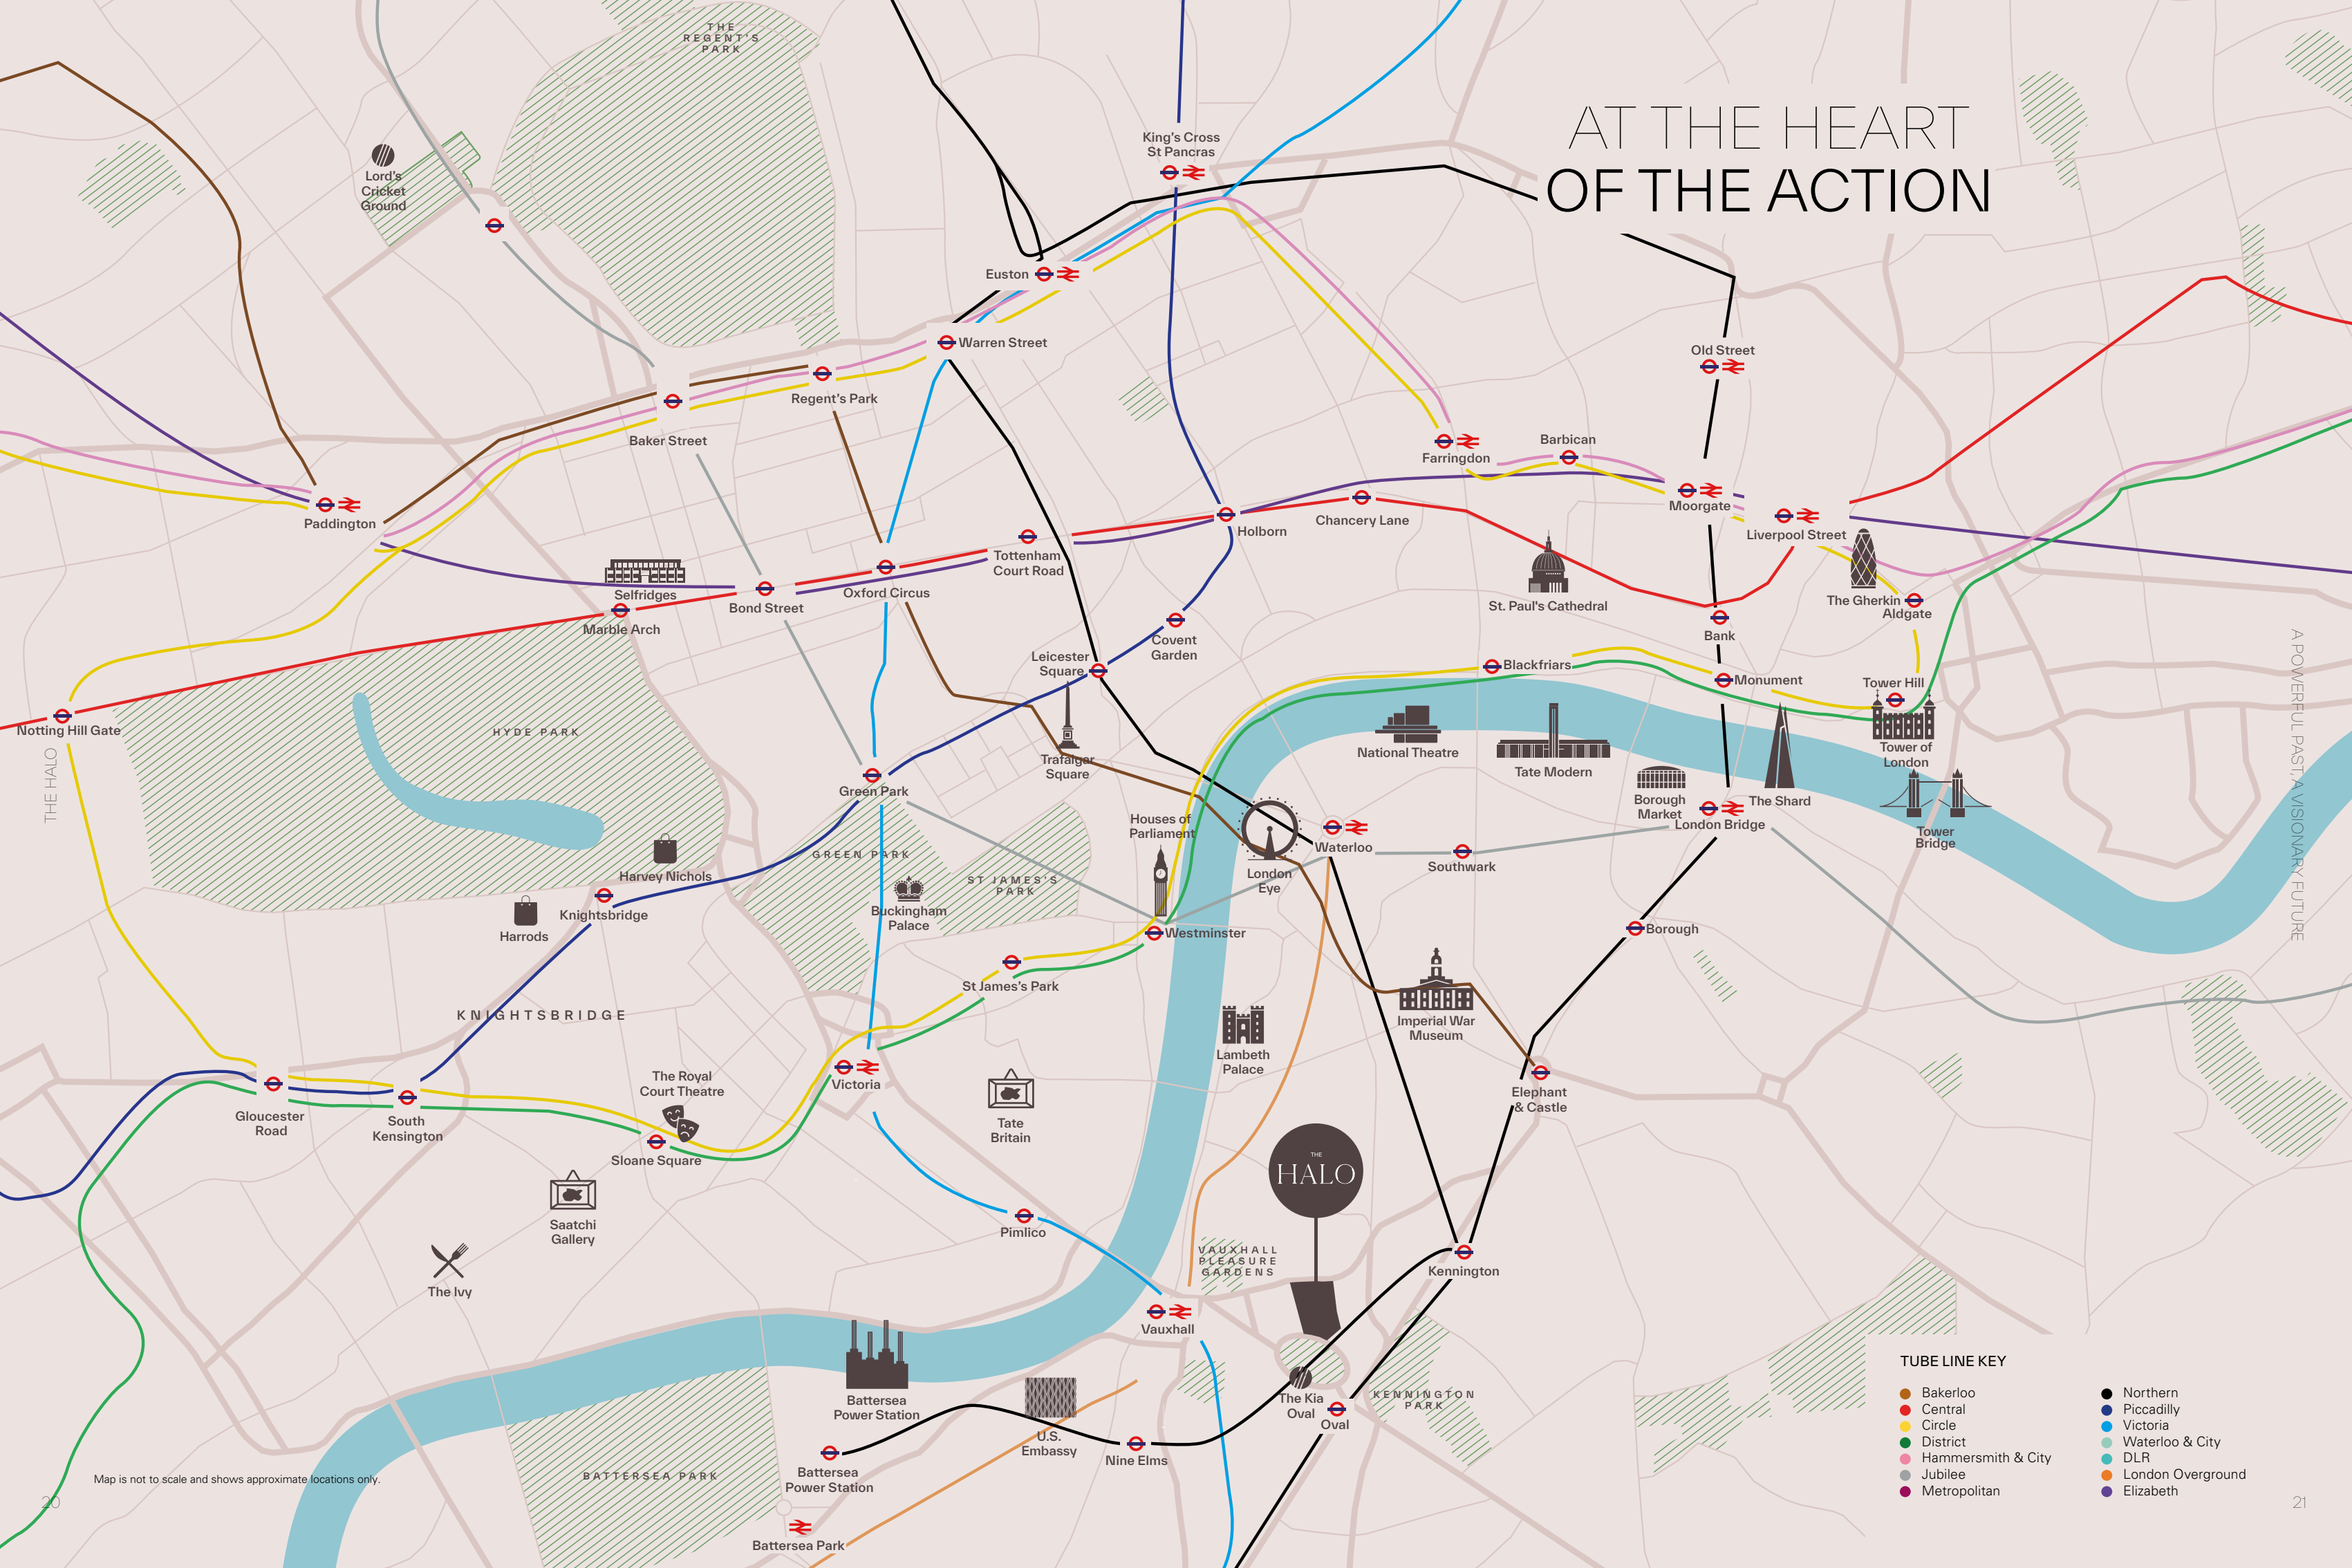 AT THE HEART
OF THE ACTION
THE
REGENT'S
PARK
Lord's
Cricket
Ground
King's Cross
St Pancras
Euston
Warren Street
Regent's Park
Baker Street
Old Street
Farringdon
Barbican
Moorgate
Liverpool Street
Paddington
Holborn
Chancery Lane
Tottenham
Court Road
Oxford Circus
Selfridges
Bond Street
Marble Arch
St. Paul's Cathedral
The Gherkin
Aldgate
Bank
Covent
Garden
Leicester
Square
Blackfriars
Monument
Tower Hill
Notting Hill Gate
HYDE PARK
Trafalgar
Square
National Theatre
Tate Modern
Tower of
London
Green Park
Borough
Market
The Shard
London Bridge
Tower
Bridge
Houses of
Parliament
Waterloo
Southwark
London
Eye
GREEN PARK
ST JAMES'S
PARK
Harvey Nichols
Buckingham
Palace
Knightsbridge
Harrods
Westminster
Borough
St James's Park
KNIGHTSBRIDGE
Imperial War
Museum
Lambeth
Palace
Victoria
The Royal
Court Theatre
Elephant
& Castle
Gloucester
Road
South
Kensington
Tate
Britain
Sloane Square
THE
HALO
Saatchi
Gallery
Pimlico
VAUXHALL
PLEASURE
GARDENS
Kennington
The Ivy
Vauxhall
Battersea
Power Station
The Kia
Oval
Oval
KENNINGTON
PARK
U.S.
Embassy
Nine Elms
Battersea
Power Station
BATTERSEA PARK
Battersea Park
TUBE LINE KEY
Bakerloo
Central
Circle
District
Hammersmith & City
Jubilee
Metropolitan
Northern
Piccadilly
Victoria
Waterloo & City
DLR
London Overground
Elizabeth
Map is not to scale and shows approximate locations only.
THE HALO
20
A POWERFUL PAST, A VISIONARY FUTURE
21